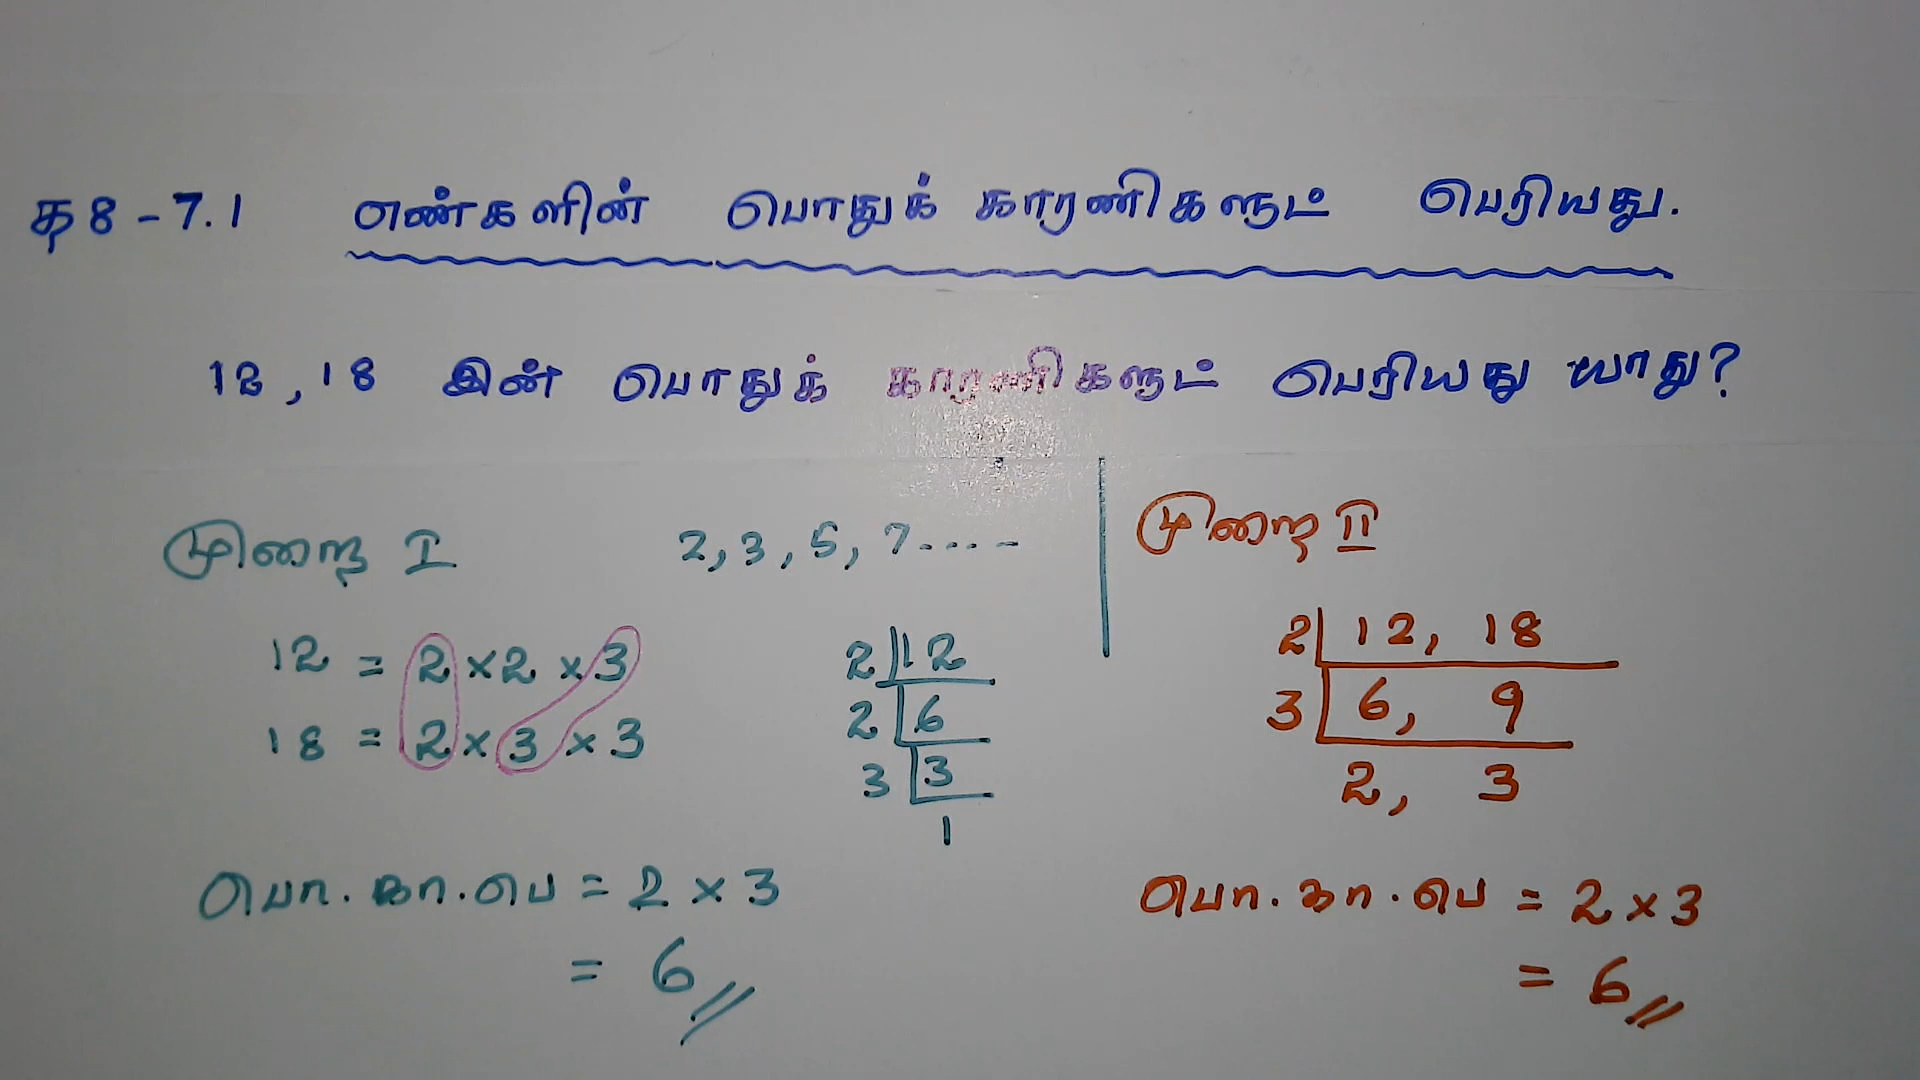 த 8 - 7.1 எண்களின் பொதுக் காரணிகளுட் பெரியது.
12, 18 இன் பொதுக் காரணிகளுட் பெரியது யாது?
முறை I 2, 3, 5, 7 . . . . -
12 = 2 × 2 × 3
18 = 2 × 3 × 3
2 12
2 6
3 3
1
பொ. கா. பெ = 2 × 3
= 6
முறை II
2 12, 18
3 6, 9
2, 3
பொ. கா. பெ = 2 × 3
= 6